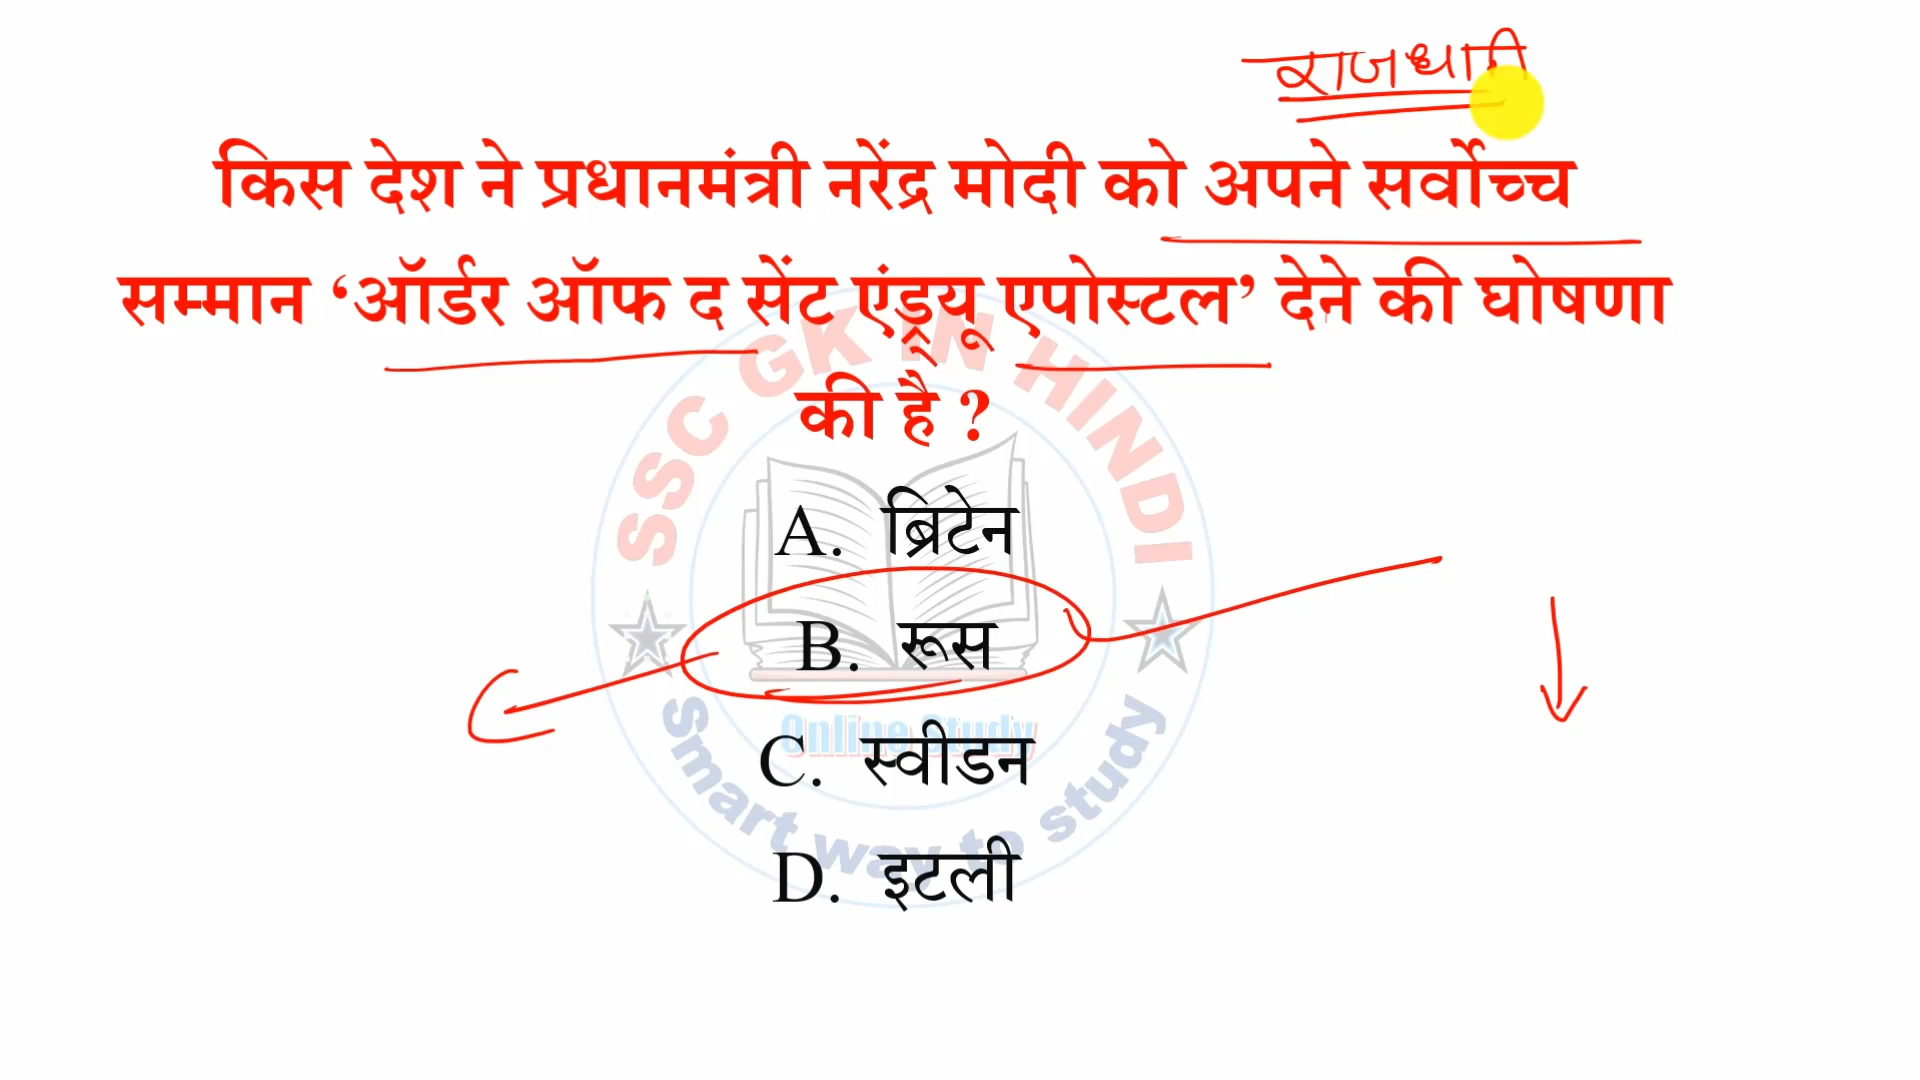 राजधानी
किस देश ने प्रधानमंत्री नरेंद्र मोदी को अपने सर्वोच्च
सम्मान ‘ऑर्डर ऑफ द सेंट एंड्र्यू एपोस्टल’ देने की घोषणा
की है ?
SSC GK IN HINDI
A. ब्रिटेन
B. रूस
Online Study
C. स्वीडन
D. इटली
Smart way to study